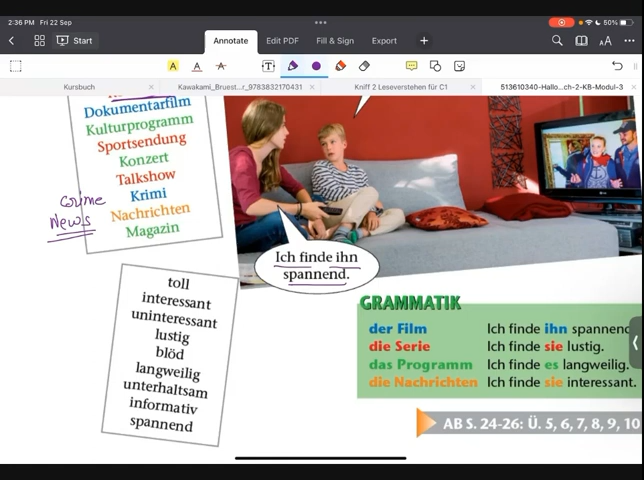 2:36 PM Fri 22 Sep
50%
Start
Annotate
Edit PDF
Fill & Sign
Export
Kursbuch
Kawakami_Bruest...r_9783832170431
Kniff 2 Leseverstehen für C1
513610340-Hallo...ch-2-KB-Modul-3
Dokumentarfilm
Kulturprogramm
Sportsendung
Konzert
Talkshow
Krimi
Nachrichten
Magazin
Crime
News
Ich finde ihn
spannend.
toll
interessant
uninteressant
lustig
blöd
langweilig
unterhaltsam
informativ
spannend
GRAMMATIK
der Film Ich finde ihn spannend
die Serie Ich finde sie lustig.
das Programm Ich finde es langweilig.
die Nachrichten Ich finde sie interessant.
AB S. 24-26: Ü. 5, 6, 7, 8, 9, 10